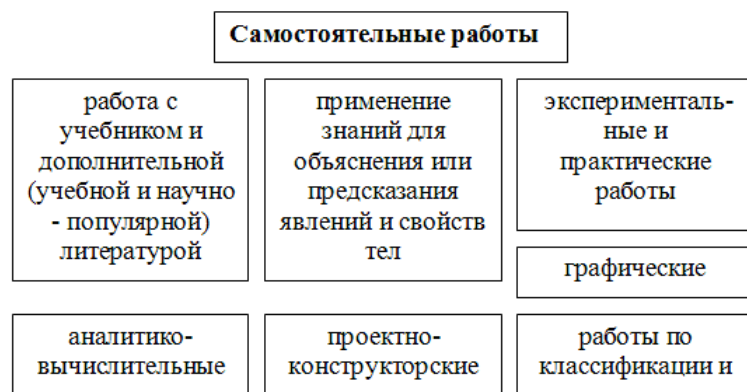 Самостоятельные работы
работа с
учебником и
дополнительной
(учебной и научно
- популярной)
литературой
применение
знаний для
объяснения или
предсказания
явлений и свойств
тел
эксперименталь-
ные и
практические
работы
графические
аналитико-
вычислительные
проектно-
конструкторские
работы по
классификации и